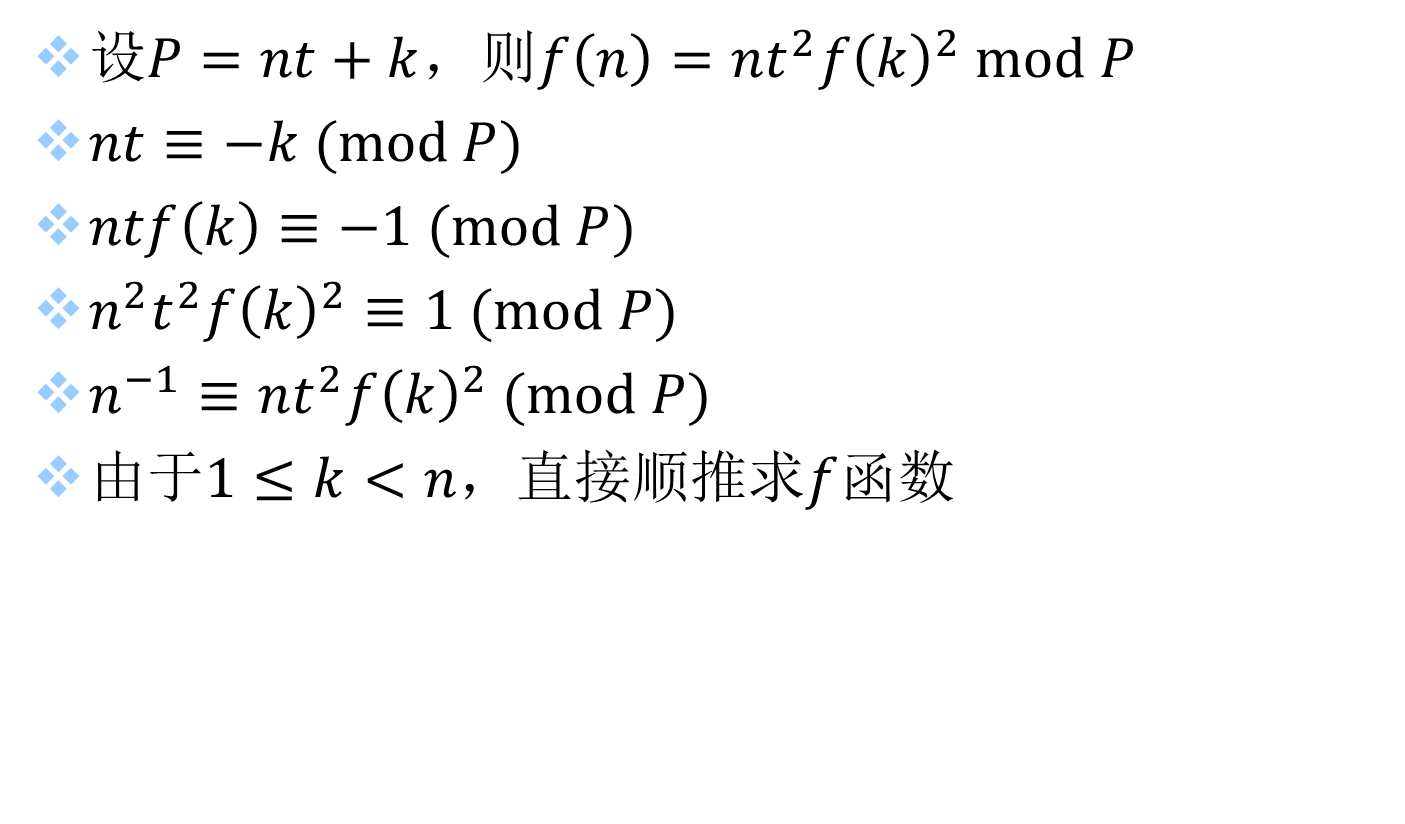 ❖设P = nt + k，则f(n) = nt²f(k)² mod P
❖nt ≡ −k (mod P)
❖ntf(k) ≡ −1 (mod P)
❖n²t²f(k)² ≡ 1 (mod P)
❖n⁻¹ ≡ nt²f(k)² (mod P)
❖由于1 ≤ k < n，直接顺推求f函数